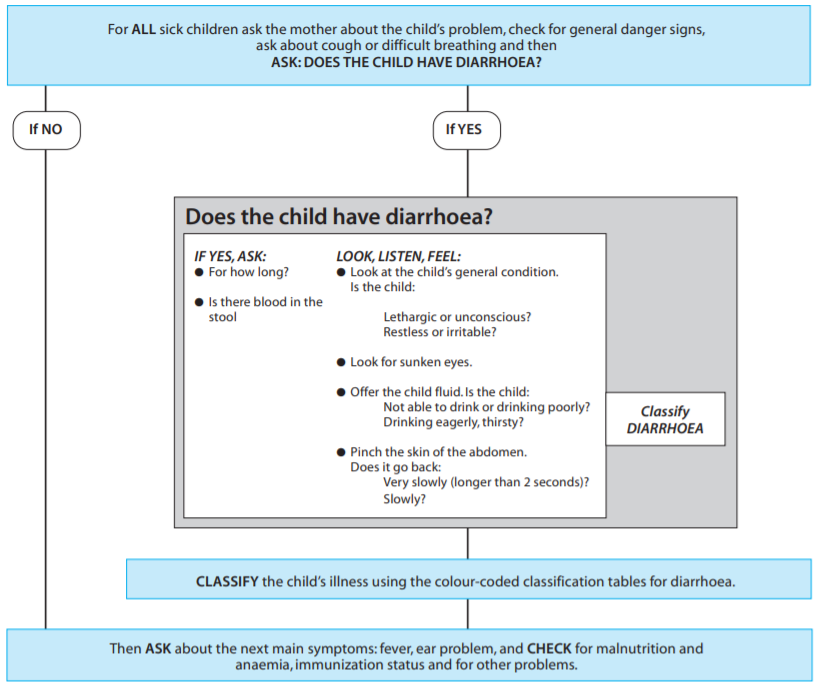 For ALL sick children ask the mother about the child's problem, check for general danger signs,
ask about cough or difficult breathing and then
ASK: DOES THE CHILD HAVE DIARRHOEA?
If NO
If YES
Does the child have diarrhoea?
IF YES, ASK:
● For how long?
● Is there blood in the
stool
LOOK, LISTEN, FEEL:
● Look at the child's general condition.
Is the child:
Lethargic or unconscious?
Restless or irritable?
● Look for sunken eyes.
● Offer the child fluid. Is the child:
Not able to drink or drinking poorly?
Drinking eagerly, thirsty?
● Pinch the skin of the abdomen.
Does it go back:
Very slowly (longer than 2 seconds)?
Slowly?
Classify
DIARRHOEA
CLASSIFY the child's illness using the colour-coded classification tables for diarrhoea.
Then ASK about the next main symptoms: fever, ear problem, and CHECK for malnutrition and
anaemia, immunization status and for other problems.